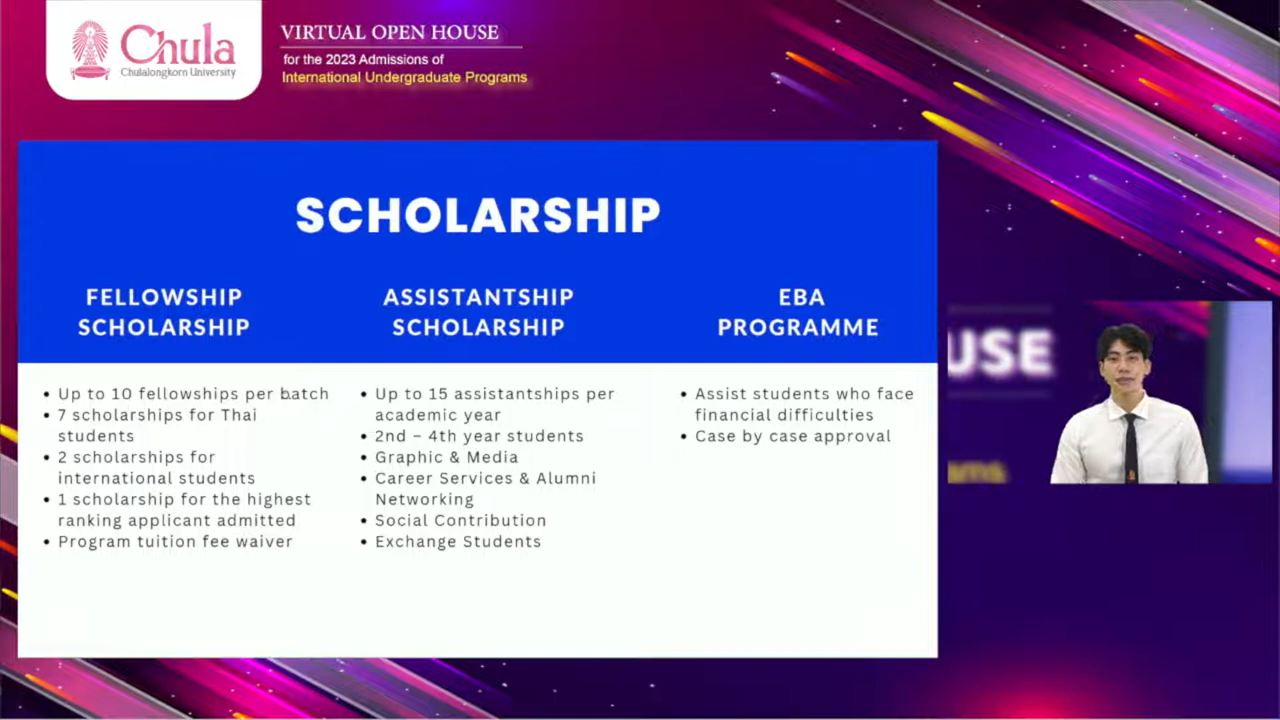 Chula
Chulalongkorn University
VIRTUAL OPEN HOUSE
for the 2023 Admissions of
International Undergraduate Programs
SCHOLARSHIP
FELLOWSHIP
SCHOLARSHIP
• Up to 10 fellowships per batch
• 7 scholarships for Thai
students
• 2 scholarships for
international students
• 1 scholarship for the highest
ranking applicant admitted
• Program tuition fee waiver
ASSISTANTSHIP
SCHOLARSHIP
• Up to 15 assistantships per
academic year
• 2nd – 4th year students
• Graphic & Media
• Career Services & Alumni
Networking
• Social Contribution
• Exchange Students
EBA
PROGRAMME
• Assist students who face
financial difficulties
• Case by case approval
USE
ams